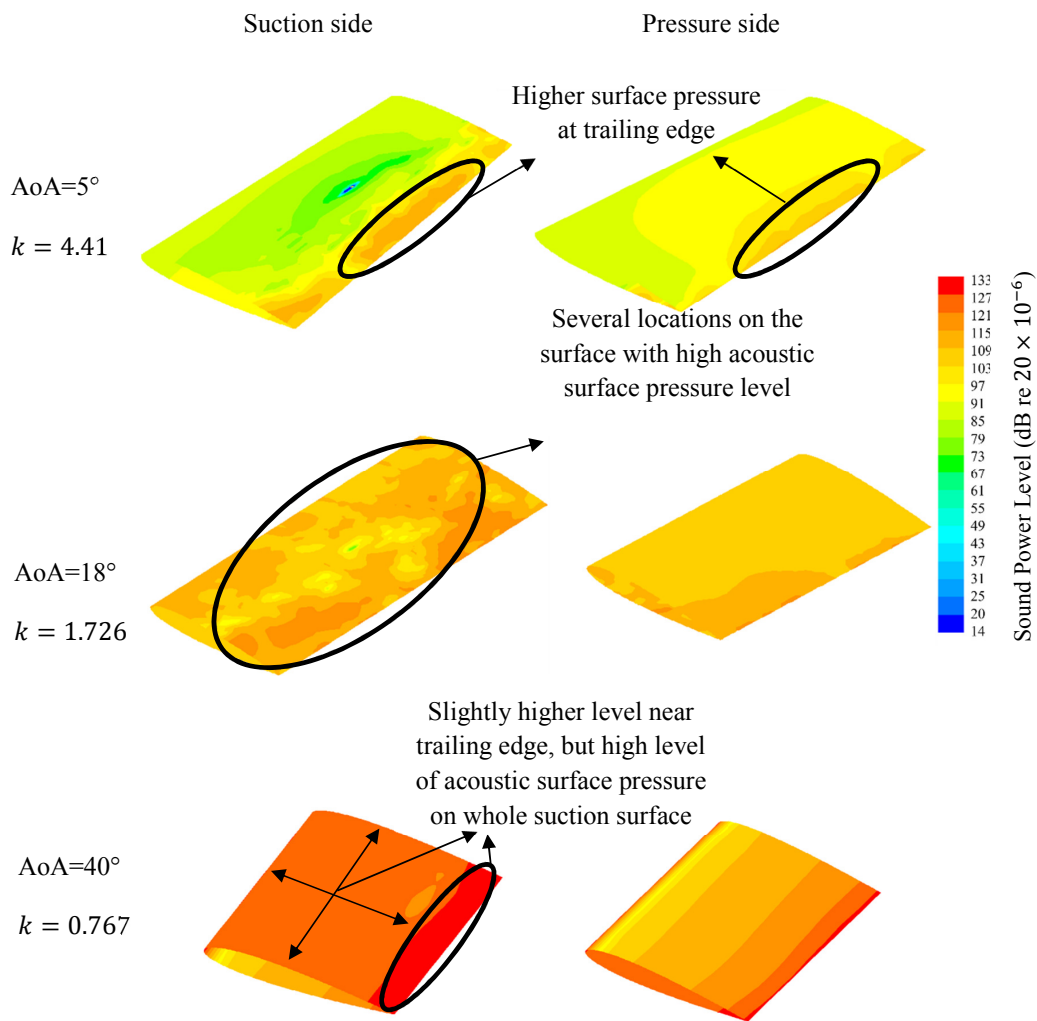 Suction side
Pressure side
Higher surface pressure
at trailing edge
AoA=5°
k = 4.41
Several locations on the
surface with high acoustic
surface pressure level
133
127
121
115
109
103
97
91
85
79
73
67
61
55
49
43
37
31
25
20
14
Sound Power Level (dB re 20 × 10⁻⁶)
AoA=18°
k = 1.726
Slightly higher level near
trailing edge, but high level
of acoustic surface pressure
on whole suction surface
AoA=40°
k = 0.767